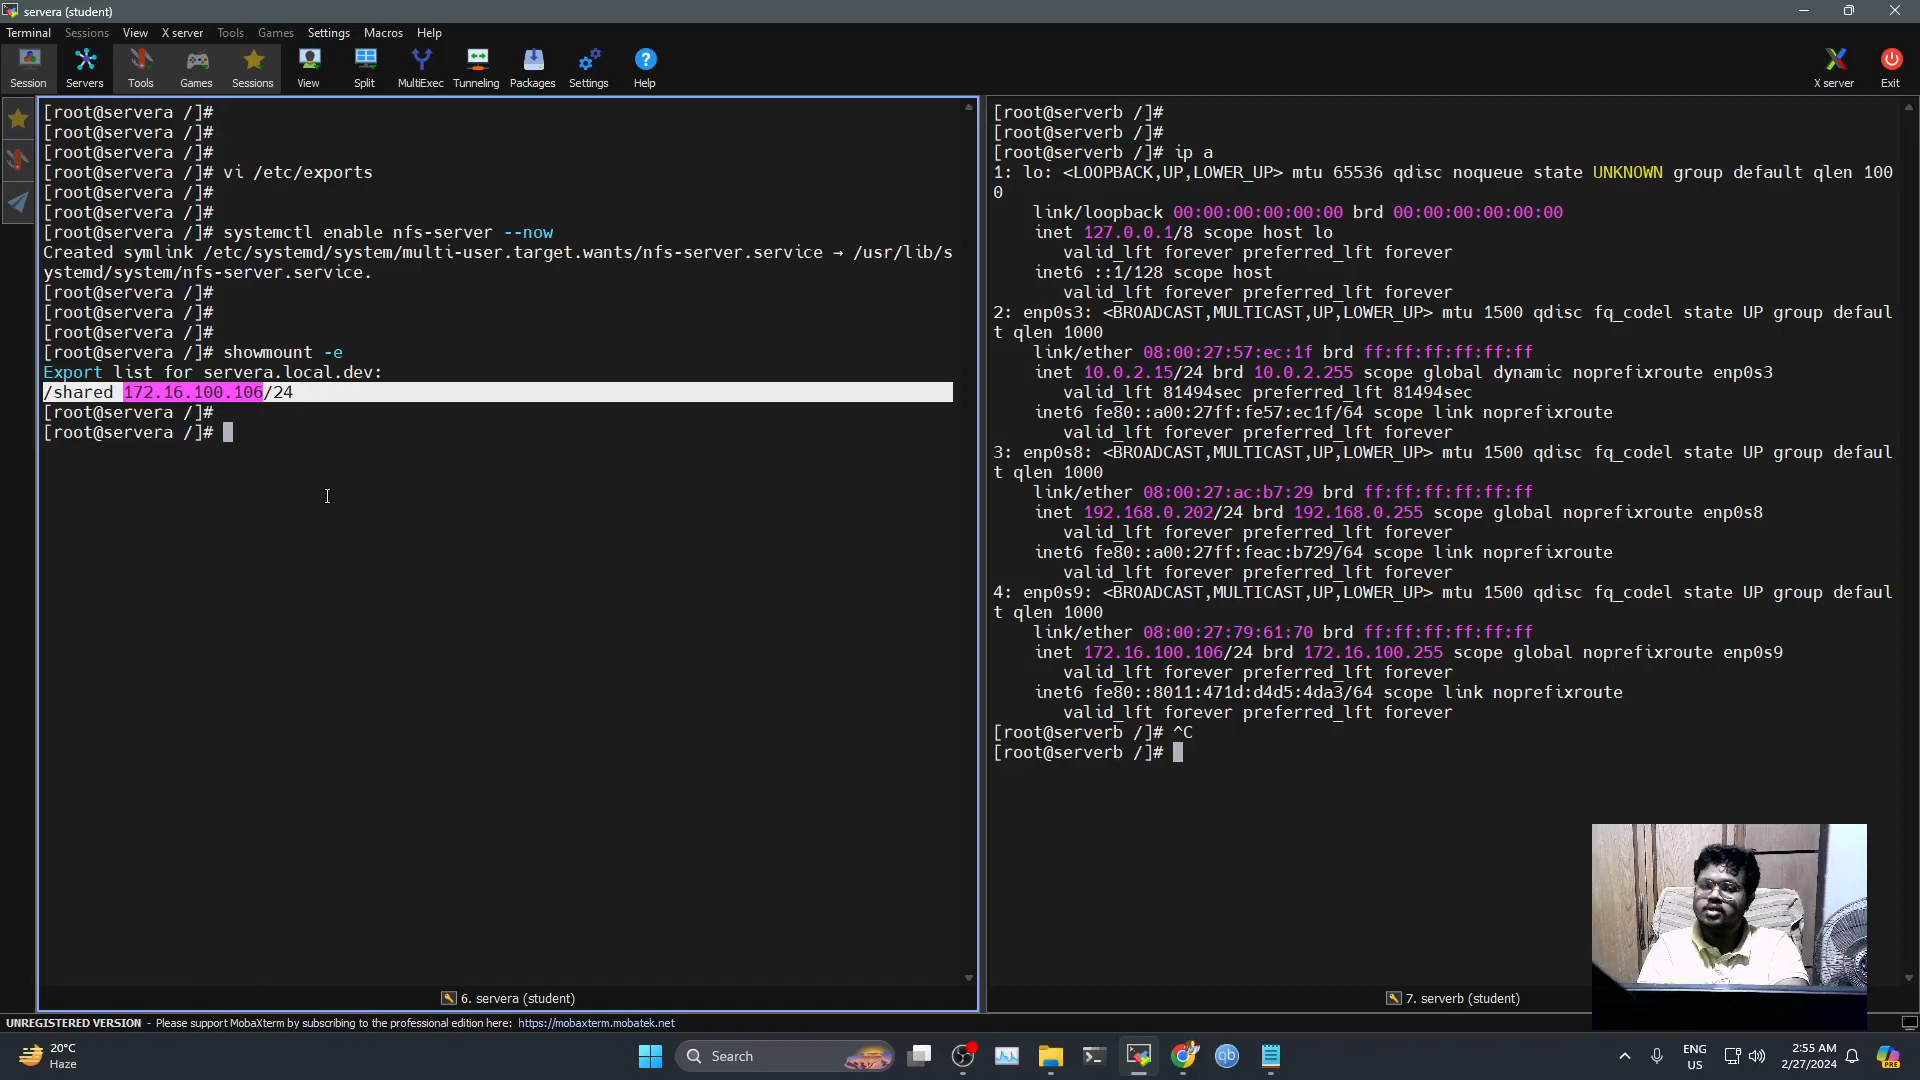 servera (student)
Terminal Sessions View X server Tools Games Settings Macros Help
Session Servers Tools Games Sessions View Split MultiExec Tunneling Packages Settings Help X server Exit
[root@servera /]#
[root@servera /]#
[root@servera /]#
[root@servera /]# vi /etc/exports
[root@servera /]#
[root@servera /]#
[root@servera /]# systemctl enable nfs-server --now
Created symlink /etc/systemd/system/multi-user.target.wants/nfs-server.service → /usr/lib/s
ystemd/system/nfs-server.service.
[root@servera /]#
[root@servera /]#
[root@servera /]#
[root@servera /]# showmount -e
Export list for servera.local.dev:
/shared 172.16.100.106/24
[root@servera /]#
[root@servera /]#
6. servera (student)
[root@serverb /]#
[root@serverb /]#
[root@serverb /]# ip a
1: lo: <LOOPBACK,UP,LOWER_UP> mtu 65536 qdisc noqueue state UNKNOWN group default qlen 100
0
link/loopback 00:00:00:00:00:00 brd 00:00:00:00:00:00
inet 127.0.0.1/8 scope host lo
valid_lft forever preferred_lft forever
inet6 ::1/128 scope host
valid_lft forever preferred_lft forever
2: enp0s3: <BROADCAST,MULTICAST,UP,LOWER_UP> mtu 1500 qdisc fq_codel state UP group defaul
t qlen 1000
link/ether 08:00:27:57:ec:1f brd ff:ff:ff:ff:ff:ff
inet 10.0.2.15/24 brd 10.0.2.255 scope global dynamic noprefixroute enp0s3
valid_lft 81494sec preferred_lft 81494sec
inet6 fe80::a00:27ff:fe57:ec1f/64 scope link noprefixroute
valid_lft forever preferred_lft forever
3: enp0s8: <BROADCAST,MULTICAST,UP,LOWER_UP> mtu 1500 qdisc fq_codel state UP group defaul
t qlen 1000
link/ether 08:00:27:ac:b7:29 brd ff:ff:ff:ff:ff:ff
inet 192.168.0.202/24 brd 192.168.0.255 scope global noprefixroute enp0s8
valid_lft forever preferred_lft forever
inet6 fe80::a00:27ff:feac:b729/64 scope link noprefixroute
valid_lft forever preferred_lft forever
4: enp0s9: <BROADCAST,MULTICAST,UP,LOWER_UP> mtu 1500 qdisc fq_codel state UP group defaul
t qlen 1000
link/ether 08:00:27:79:61:70 brd ff:ff:ff:ff:ff:ff
inet 172.16.100.106/24 brd 172.16.100.255 scope global noprefixroute enp0s9
valid_lft forever preferred_lft forever
inet6 fe80::8011:471d:d4d5:4da3/64 scope link noprefixroute
valid_lft forever preferred_lft forever
[root@serverb /]# ^C
[root@serverb /]#
7. serverb (student)
UNREGISTERED VERSION - Please support MobaXterm by subscribing to the professional edition here: https://mobaxterm.mobatek.net
20°C
Haze
Search
qb
ENG
US
2:55 AM
2/27/2024
PRE